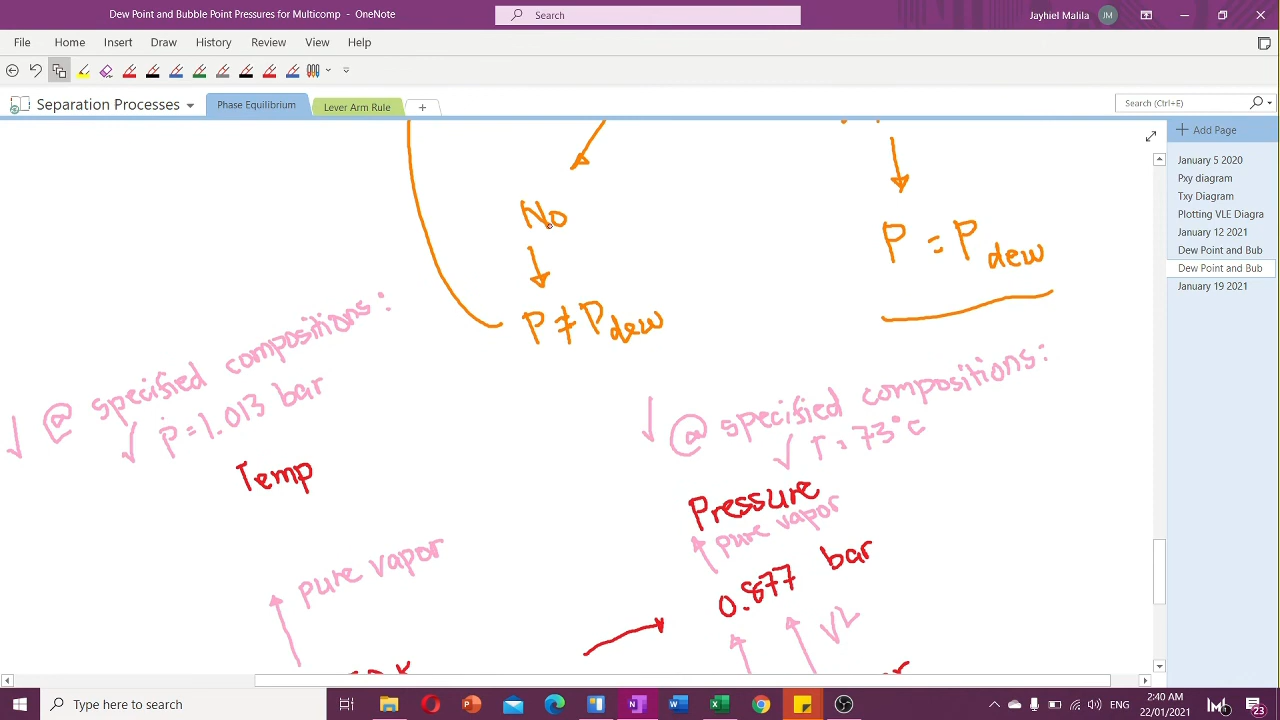 Dew Point and Bubble Point Pressures for Multicomp - OneNote
Search
Jayhiel Malila
JM
File Home Insert Draw History Review View Help
Separation Processes
Phase Equilibrium
Lever Arm Rule
Search (Ctrl+E)
Add Page
January 5 2020
Pxy diagram
Txy Diagram
Plotting VLE Diagra
January 12 2021
Dew Point and Bub
Dew Point and Bub
January 19 2021
No
P = P dew
P ≠ P dew
@ specified compositions:
P = 1.013 bar
Temp
@ specified compositions:
T = 73°C
Pressure
pure vapor
0.877 bar
pure vapor
Type here to search
ENG
2:40 AM
22/01/2021
23